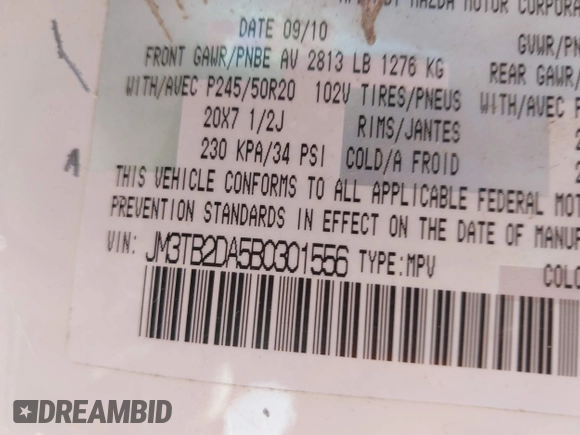 MAZDA MOTOR
DATE 09/10
GVWR/
FRONT GAWR/PNBE AV 2813 LB 1276 KG
REAR GAWR/
WITH/AVEC P245/50R20 102V TIRES/PNEUS
WITH/AVEC
20X7 1/2J RIMS/JANTES
230 KPA/34 PSI COLD/A FROID
THIS VEHICLE CONFORMS TO ALL APPLICABLE FEDERAL
PREVENTION STANDARDS IN EFFECT ON THE DATE OF
VIN: JM3TB2DA5B0301556 TYPE:MPV
DREAMBID